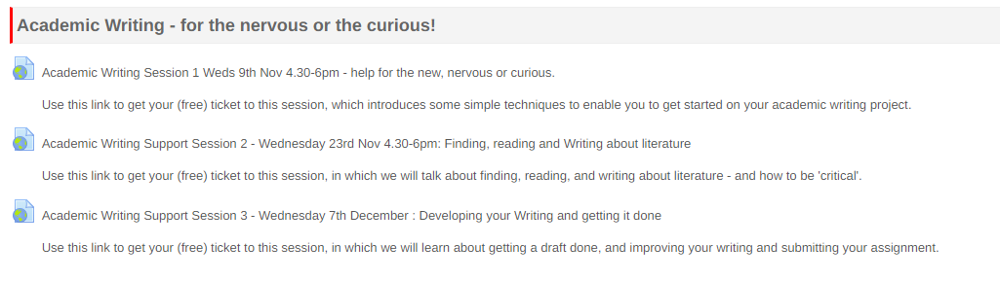 Academic Writing - for the nervous or the curious!
Academic Writing Session 1 Weds 9th Nov 4.30-6pm - help for the new, nervous or curious.
Use this link to get your (free) ticket to this session, which introduces some simple techniques to enable you to get started on your academic writing project.
Academic Writing Support Session 2 - Wednesday 23rd Nov 4.30-6pm: Finding, reading and Writing about literature
Use this link to get your (free) ticket to this session, in which we will talk about finding, reading, and writing about literature - and how to be 'critical'.
Academic Writing Support Session 3 - Wednesday 7th December : Developing your Writing and getting it done
Use this link to get your (free) ticket to this session, in which we will learn about getting a draft done, and improving your writing and submitting your assignment.